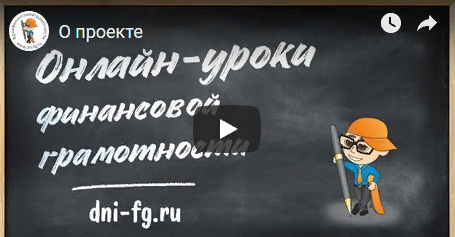 О проекте
Онлайн-уроки
финансовой
грамотности
dni-fg.ru